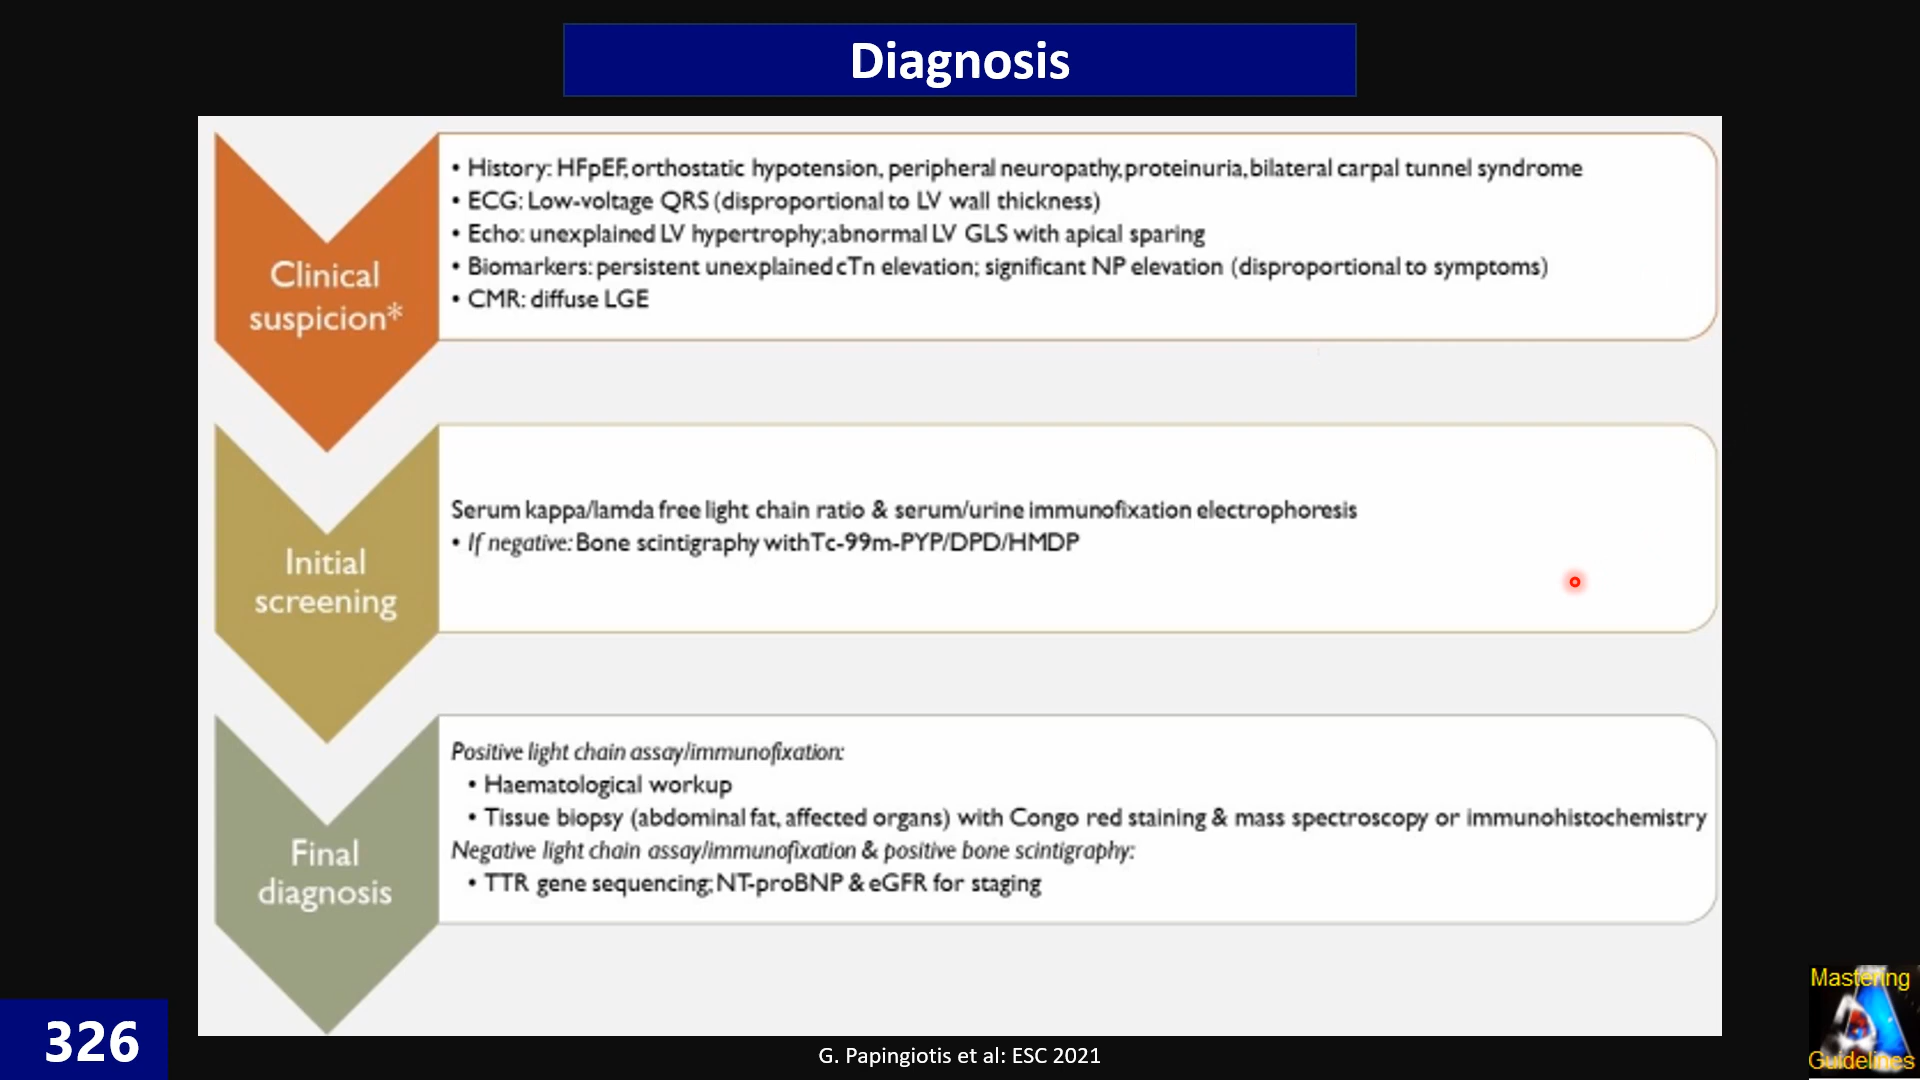 Diagnosis
Clinical
suspicion*
• History: HFpEF, orthostatic hypotension, peripheral neuropathy, proteinuria, bilateral carpal tunnel syndrome
• ECG: Low-voltage QRS (disproportional to LV wall thickness)
• Echo: unexplained LV hypertrophy; abnormal LV GLS with apical sparing
• Biomarkers: persistent unexplained cTn elevation; significant NP elevation (disproportional to symptoms)
• CMR: diffuse LGE
Initial
screening
Serum kappa/lamda free light chain ratio & serum/urine immunofixation electrophoresis
• If negative: Bone scintigraphy withTc-99m-PYP/DPD/HMDP
Final
diagnosis
Positive light chain assay/immunofixation:
• Haematological workup
• Tissue biopsy (abdominal fat, affected organs) with Congo red staining & mass spectroscopy or immunohistochemistry
Negative light chain assay/immunofixation & positive bone scintigraphy:
• TTR gene sequencing; NT-proBNP & eGFR for staging
326
G. Papingiotis et al: ESC 2021
Mastering
Guidelines